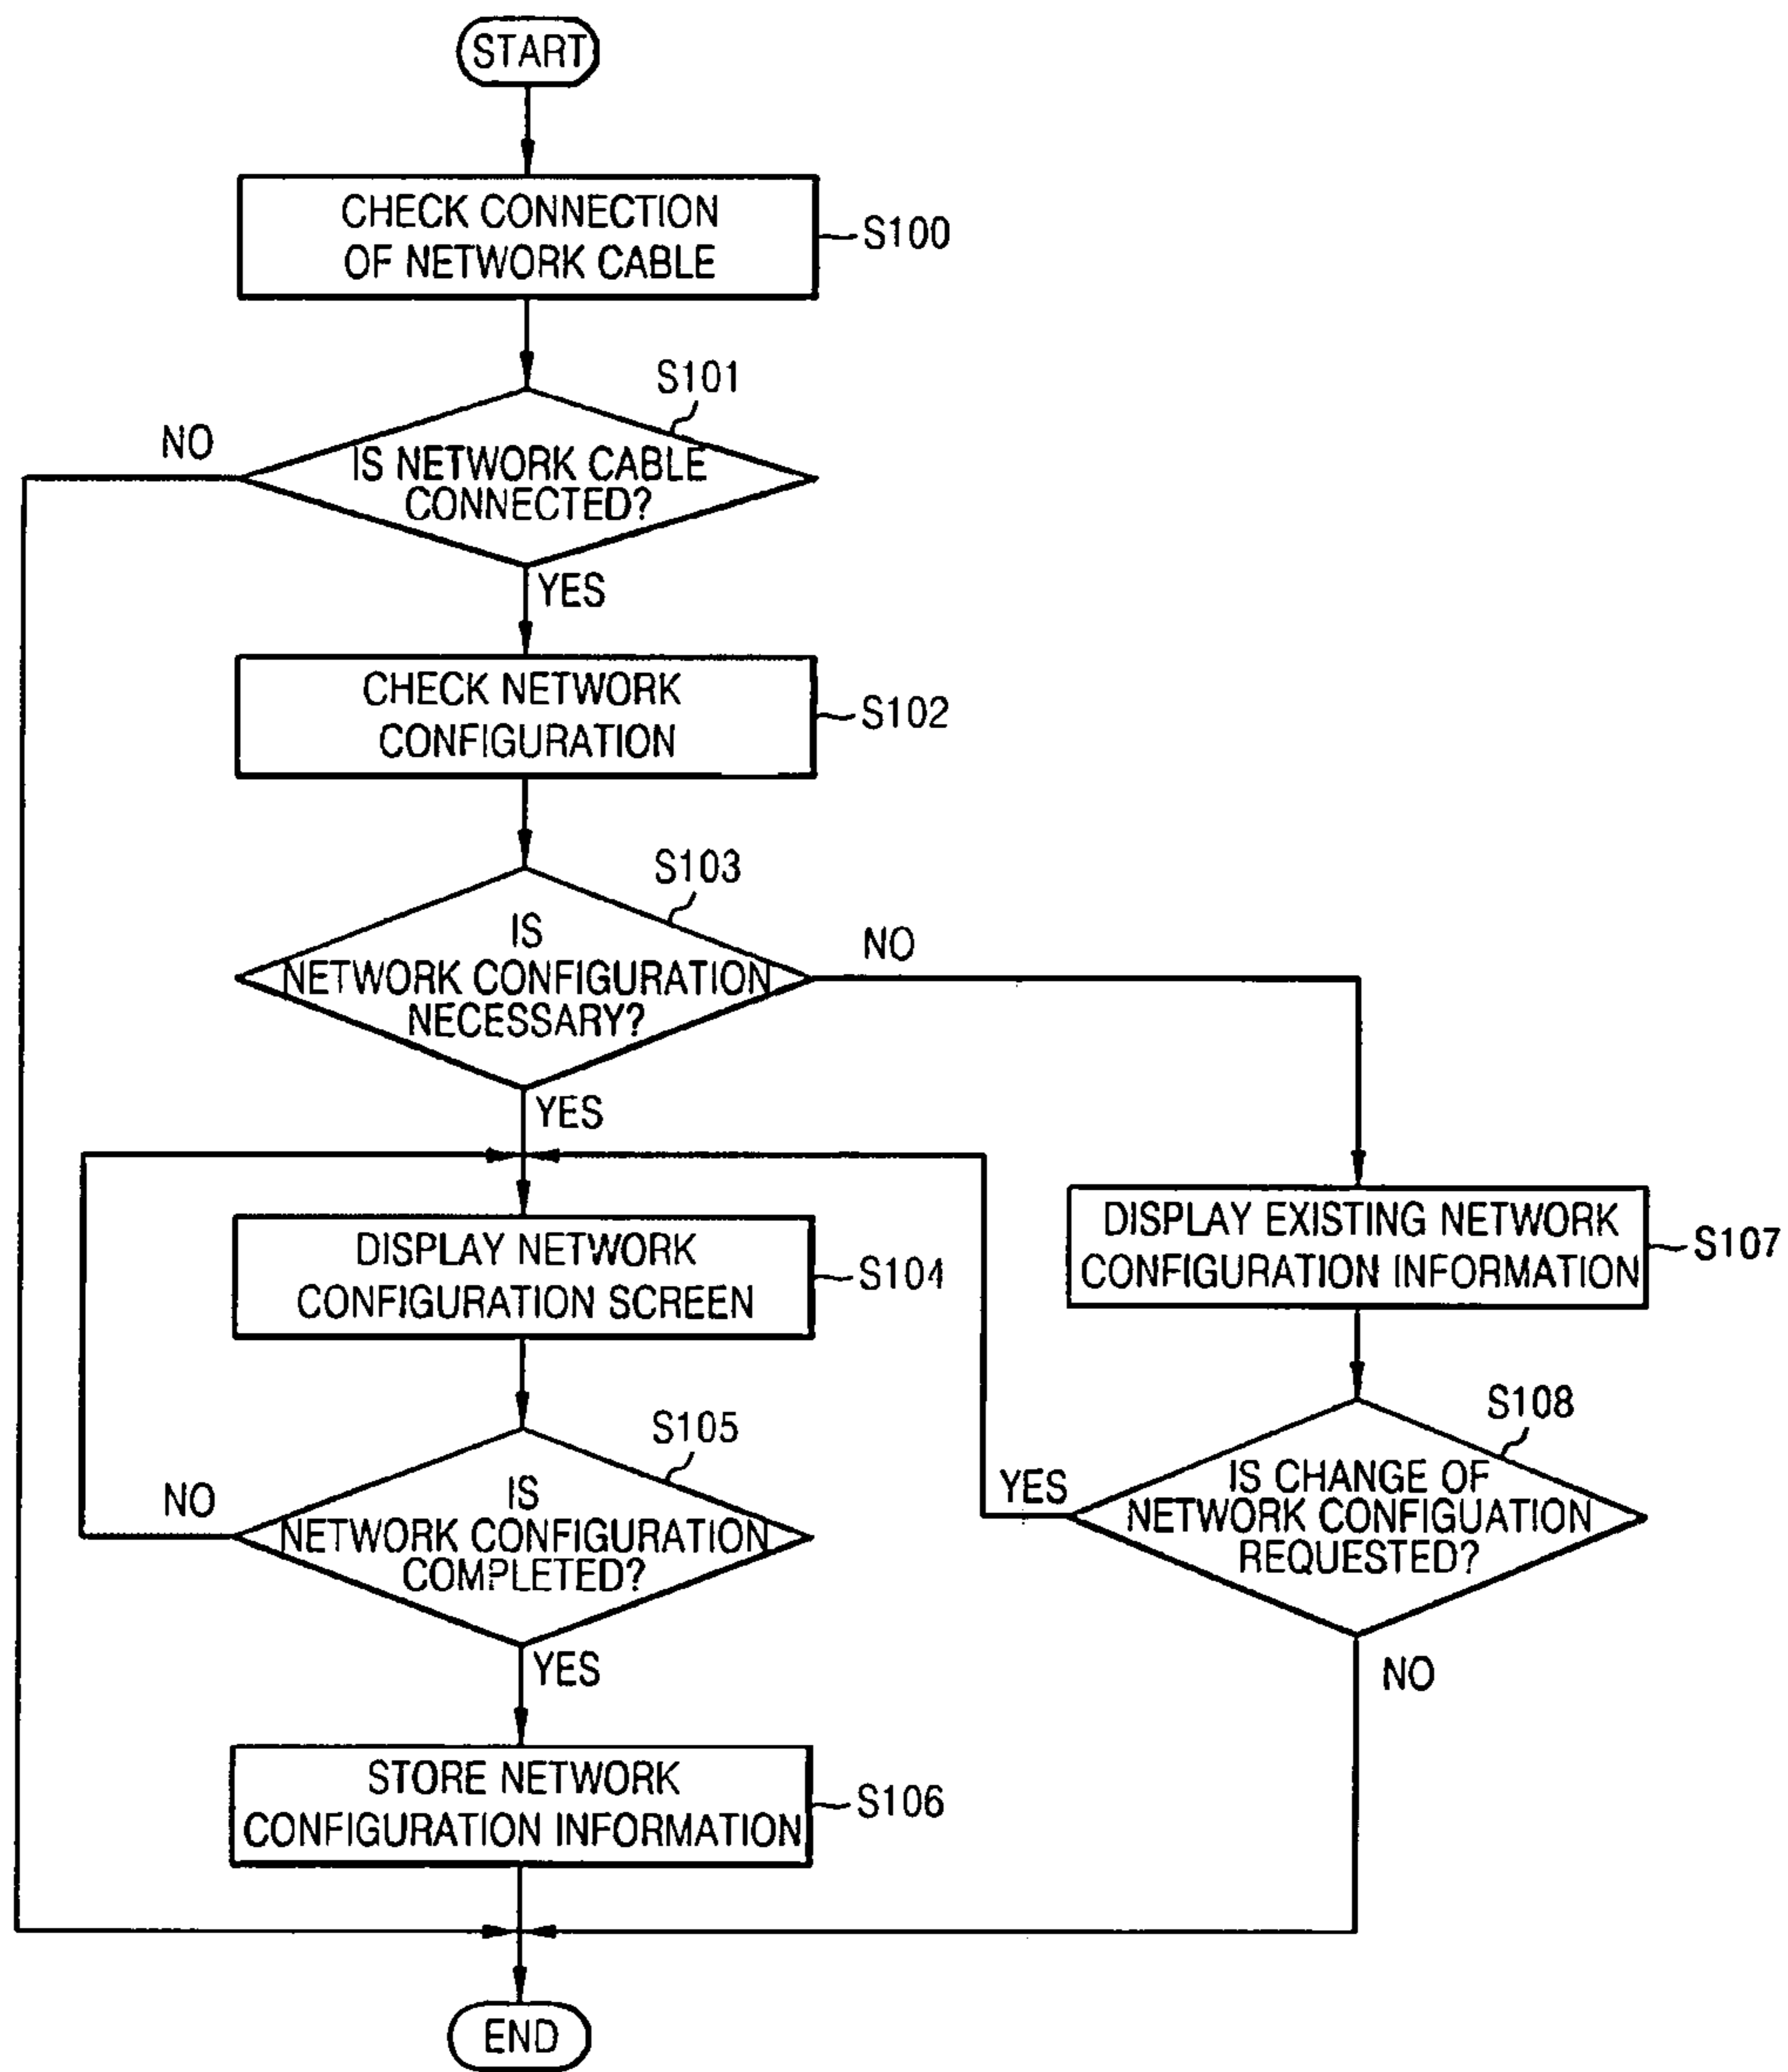 START
CHECK CONNECTION
OF NETWORK CABLE
S100
S101
NO
IS NETWORK CABLE
CONNECTED?
YES
CHECK NETWORK
CONFIGURATION
S102
S103
IS
NETWORK CONFIGURATION
NECESSARY?
NO
YES
DISPLAY NETWORK
CONFIGURATION SCREEN
S104
DISPLAY EXISTING NETWORK
CONFIGURATION INFORMATION
S107
S105
NO
IS
NETWORK CONFIGURATION
COMPLETED?
YES
S108
YES
IS CHANGE OF
NETWORK CONFIGUATION
REQUESTED?
NO
STORE NETWORK
CONFIGURATION INFORMATION
S106
END